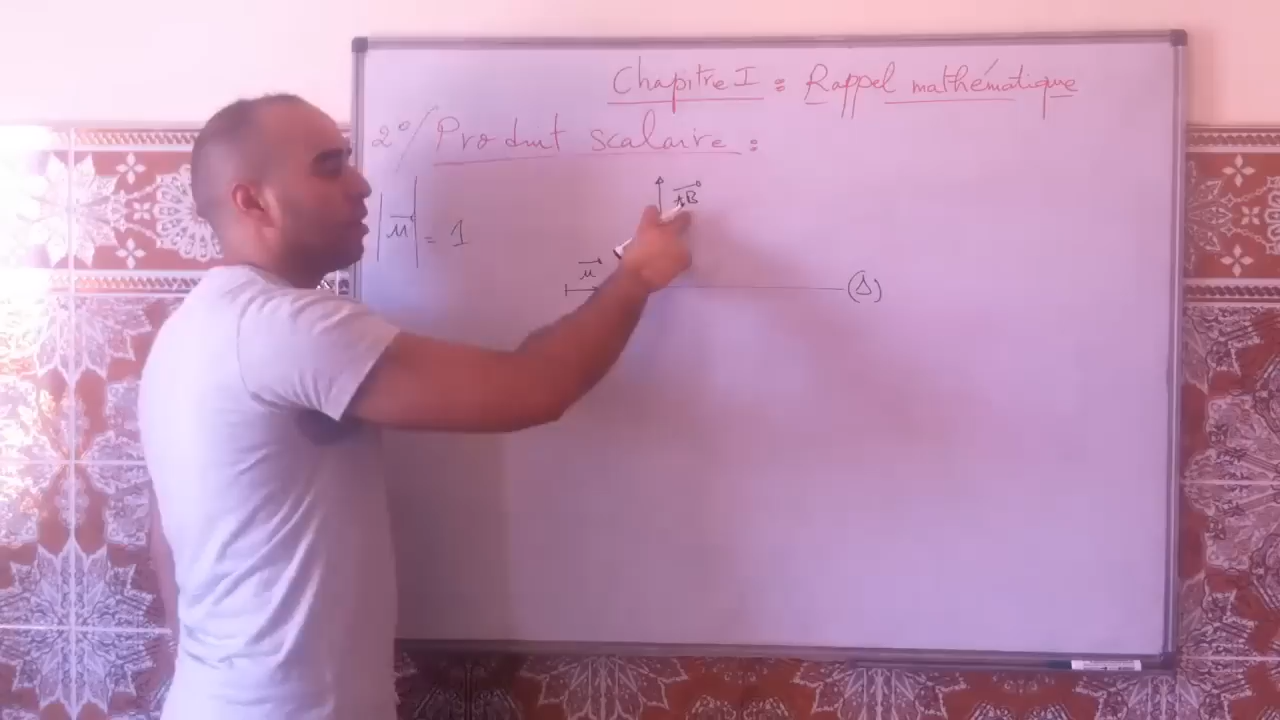 Chapitre I : Rappel mathématique
2°/ Produit scalaire :
|u⃗| = 1
AB⃗
u⃗
(Δ)